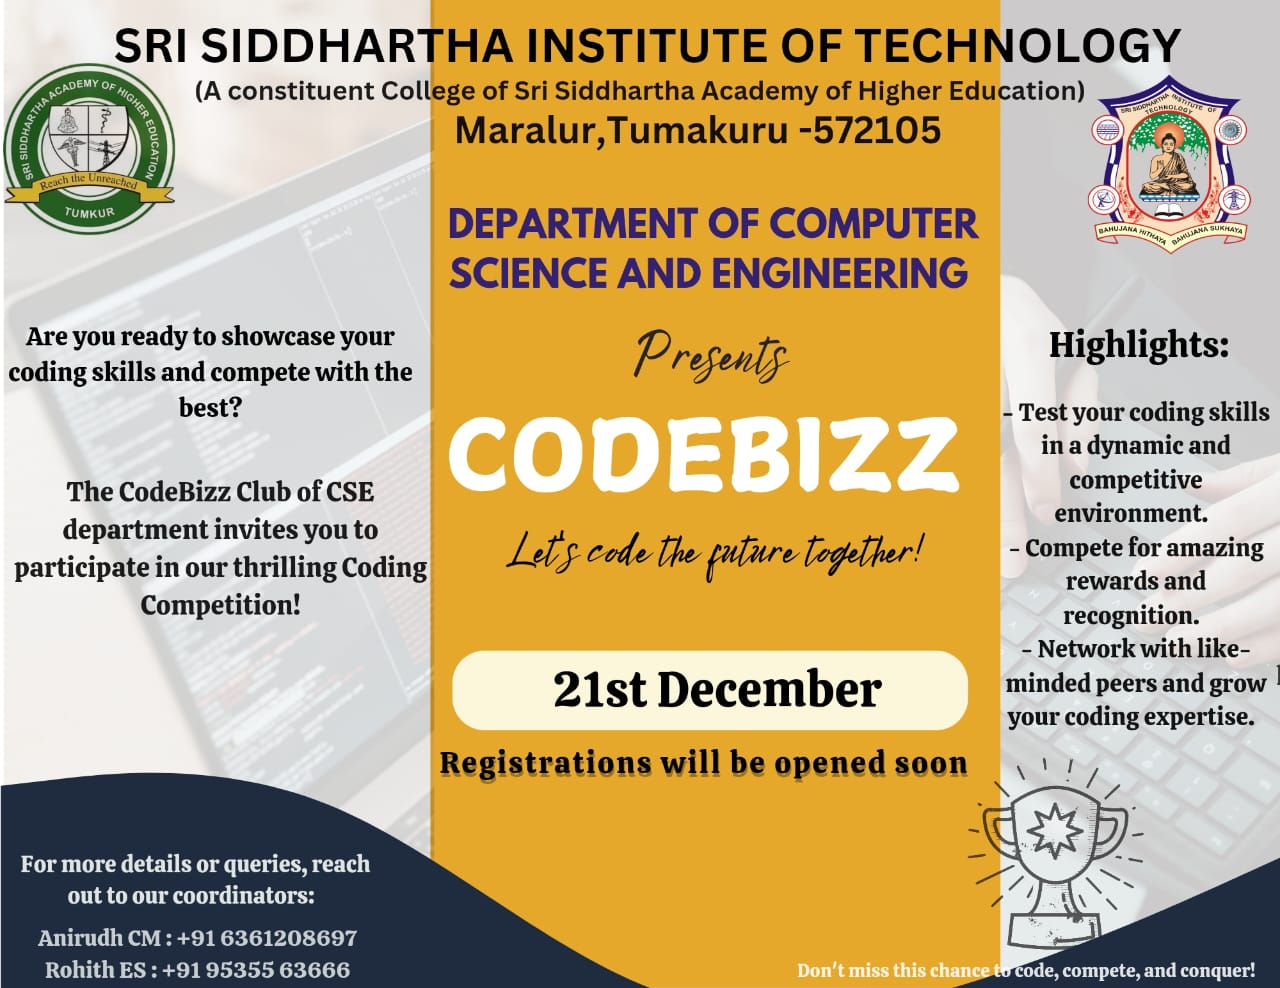 SRI SIDDHARTHA INSTITUTE OF TECHNOLOGY
(A constituent College of Sri Siddhartha Academy of Higher Education)
Maralur,Tumakuru -572105
SRI SIDDHARTHA ACADEMY OF HIGHER EDUCATION
Reach the Unreached
TUMKUR
SRI SIDDHARTHA INSTITUTE OF
TECHNOLOGY
BAHUJANA HITHAYA BAHUJANA SUKHAYA
DEPARTMENT OF COMPUTER
SCIENCE AND ENGINEERING
Presents
CODEBIZZ
Let's code the future together!
21st December
Registrations will be opened soon
Are you ready to showcase your
coding skills and compete with the
best?
The CodeBizz Club of CSE
department invites you to
participate in our thrilling Coding
Competition!
Highlights:
- Test your coding skills
in a dynamic and
competitive
environment.
- Compete for amazing
rewards and
recognition.
- Network with like-
minded peers and grow
your coding expertise.
For more details or queries, reach
out to our coordinators:
Anirudh CM : +91 6361208697
Rohith ES : +91 95355 63666
Don't miss this chance to code, compete, and conquer!